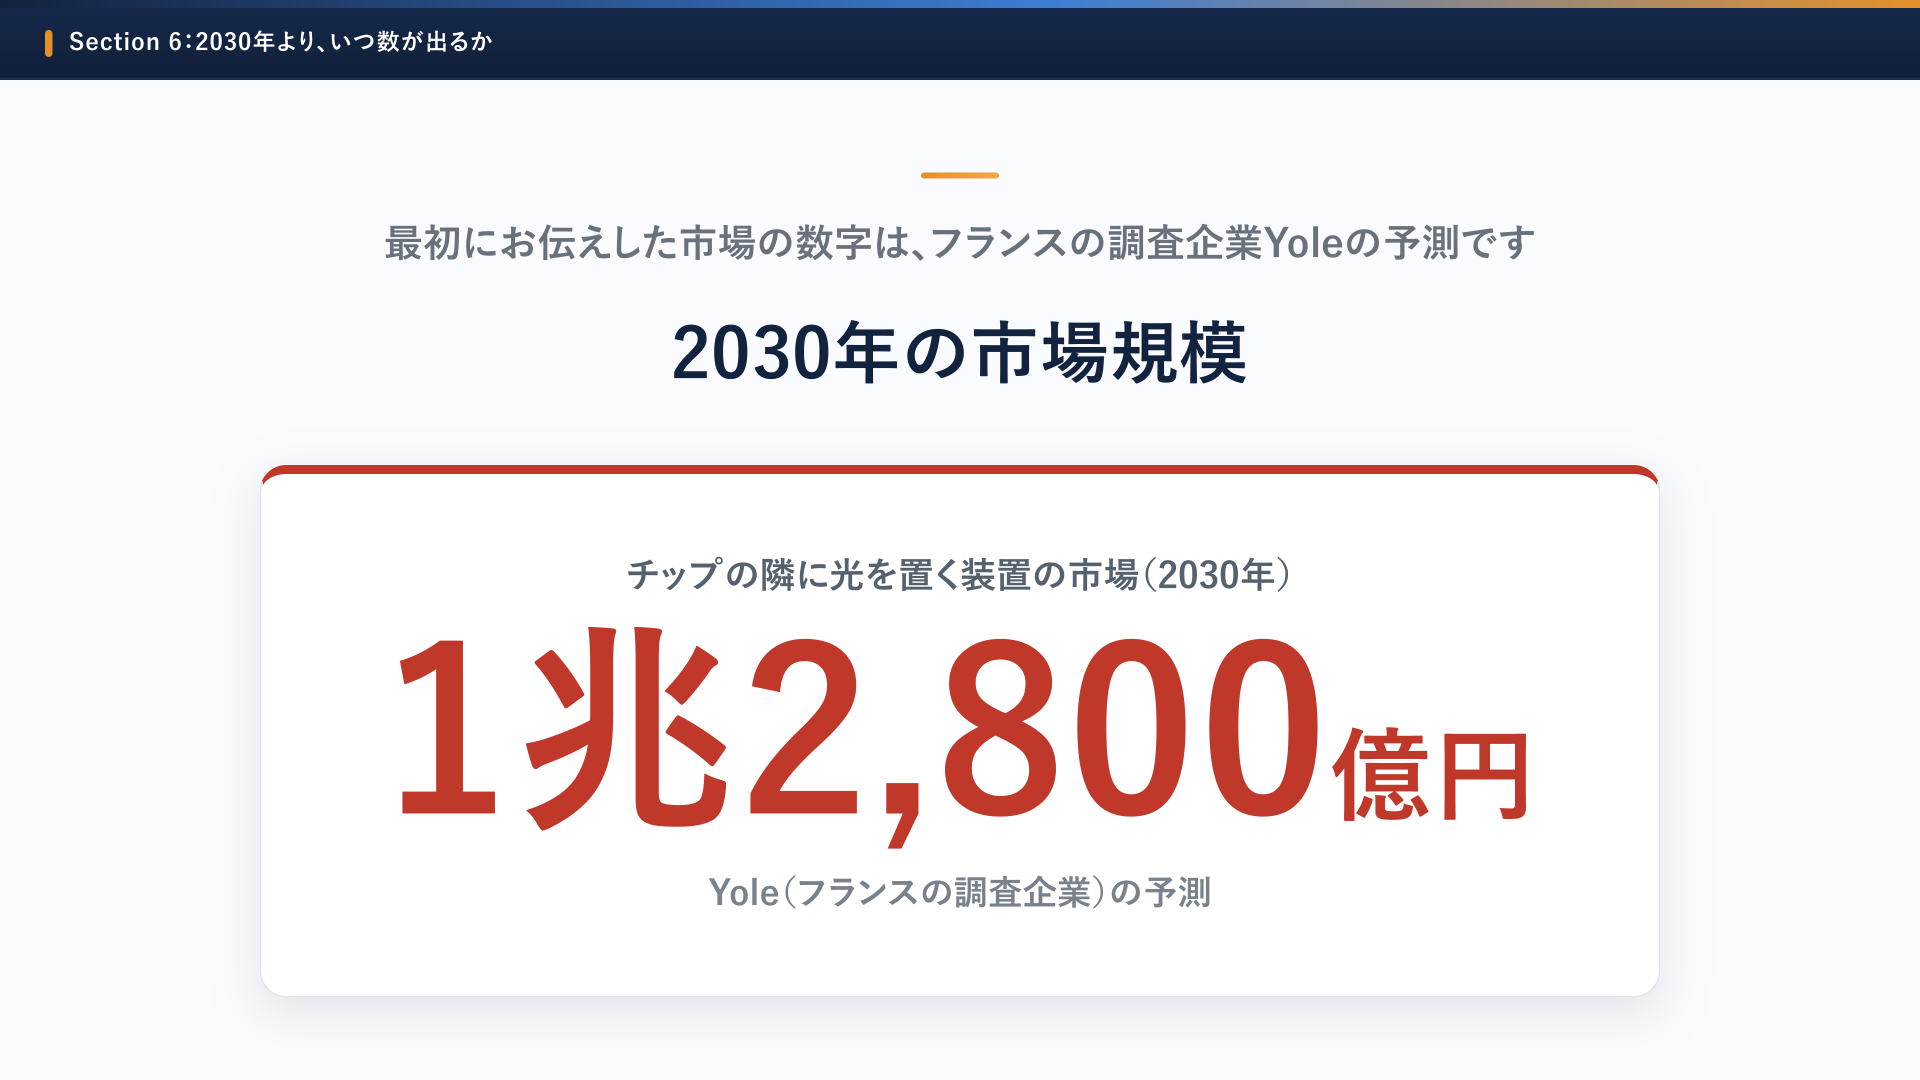 Section 6：2030年より、いつ数が出るか
最初にお伝えした市場の数字は、フランスの調査企業Yoleの予測です
2030年の市場規模
チップの隣に光を置く装置の市場（2030年）
1兆2,800億円
Yole（フランスの調査企業）の予測